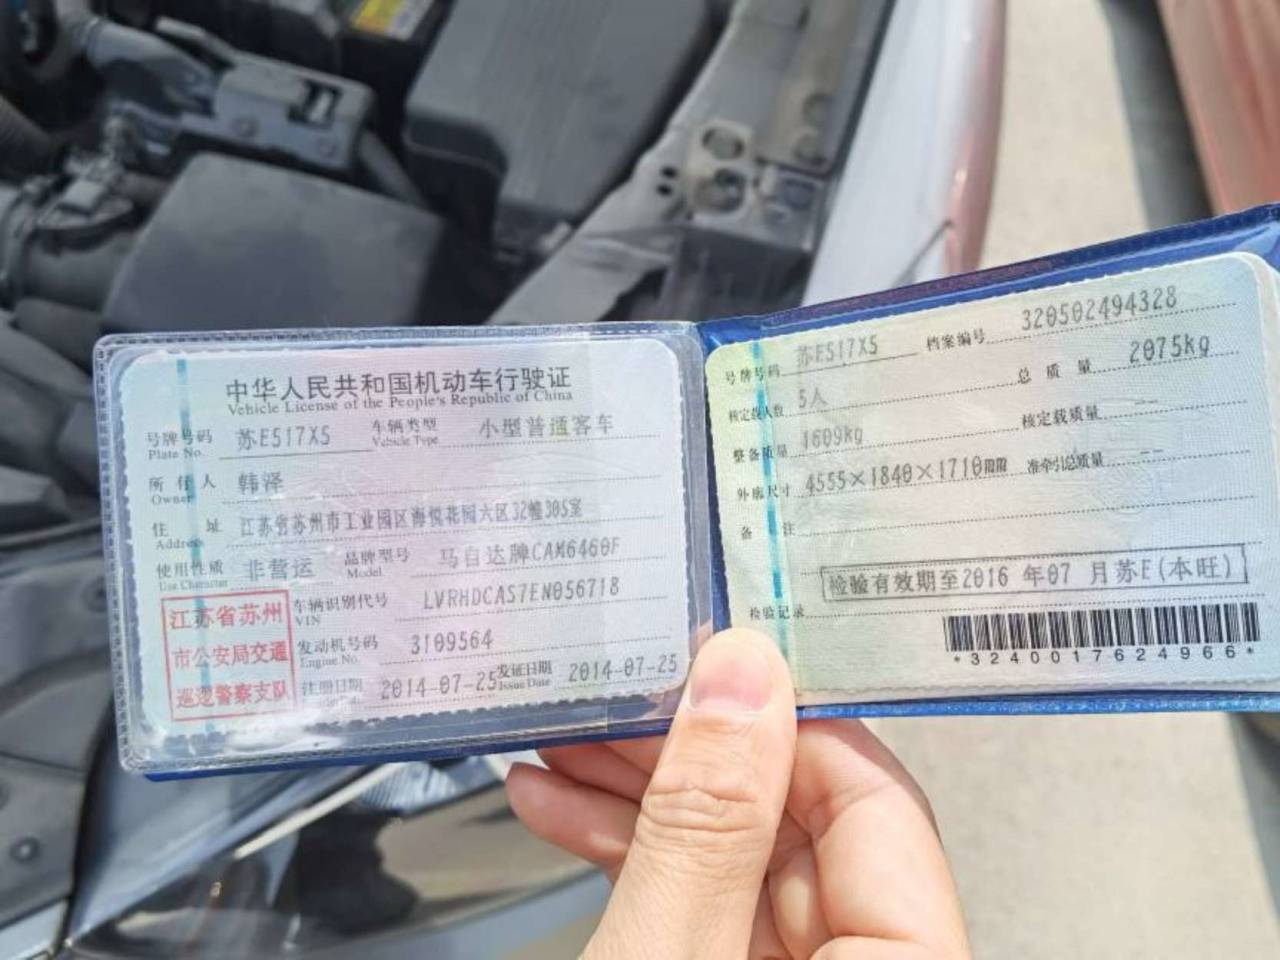 中华人民共和国机动车行驶证
Vehicle License of the People's Republic of China
号牌号码 苏E517X5 车辆类型 小型普通客车
Plate No. Vehicle Type
所有人 韩泽
Owner
住址 江苏省苏州市工业园区海悦花园六区32幢305室
Address
使用性质 非营运 品牌型号 马自达牌CAM6460F
Use Character Model
江苏省苏州
市公安局交通
巡逻警察支队
车辆识别代号 LVRHDCAS7EN056718
VIN
发动机号码 3109564
Engine No.
注册日期 2014-07-25 发证日期 2014-07-25
Issue Date
号牌号码 苏E517X5 档案编号 320502494328
核定载人数 5人 总质量 2075kg
整备质量 1609kg 核定载质量 --
外廓尺寸 4555×1840×1710mm 准牵引总质量 --
备注
检验有效期至2016 年07 月苏E(本旺)
检验记录
*3240017624966*